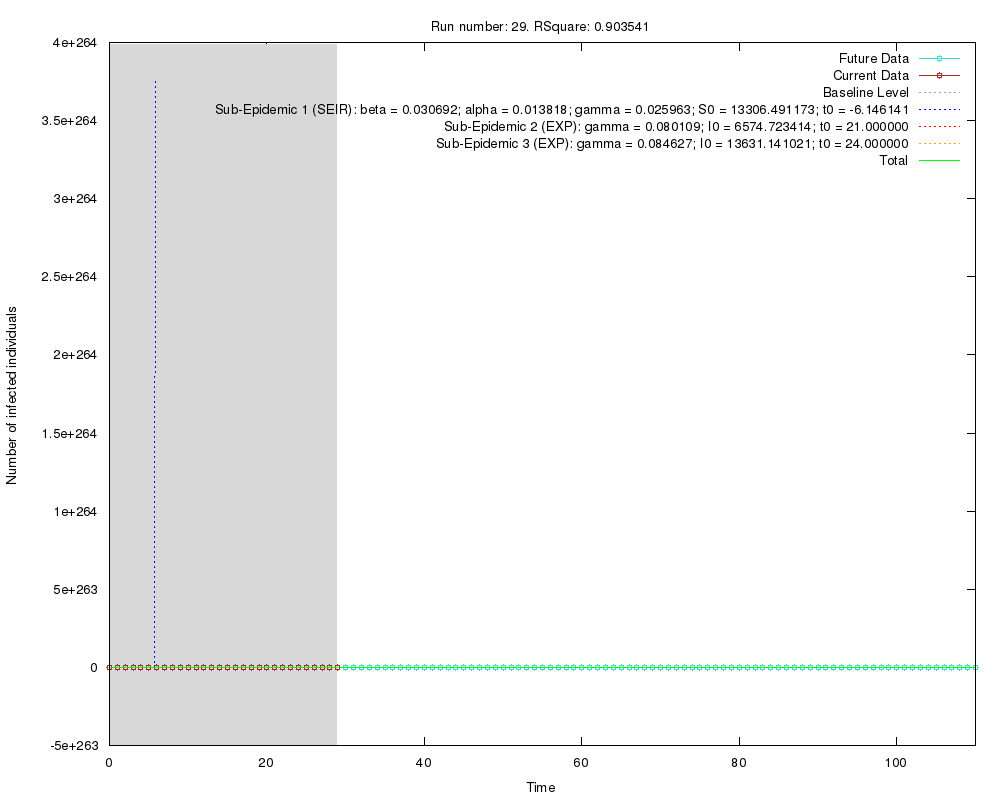 Run number: 29. RSquare: 0.903541
4e+264
3.5e+264
3e+264
2.5e+264
2e+264
1.5e+264
1e+264
5e+263
0
-5e+263
Number of infected individuals
Future Data
Current Data
Baseline Level
Sub-Epidemic 1 (SEIR): beta = 0.030692; alpha = 0.013818; gamma = 0.025963; S0 = 13306.491173; t0 = -6.146141
Sub-Epidemic 2 (EXP): gamma = 0.080109; I0 = 6574.723414; t0 = 21.000000
Sub-Epidemic 3 (EXP): gamma = 0.084627; I0 = 13631.141021; t0 = 24.000000
Total
0 20 40 60 80 100
Time